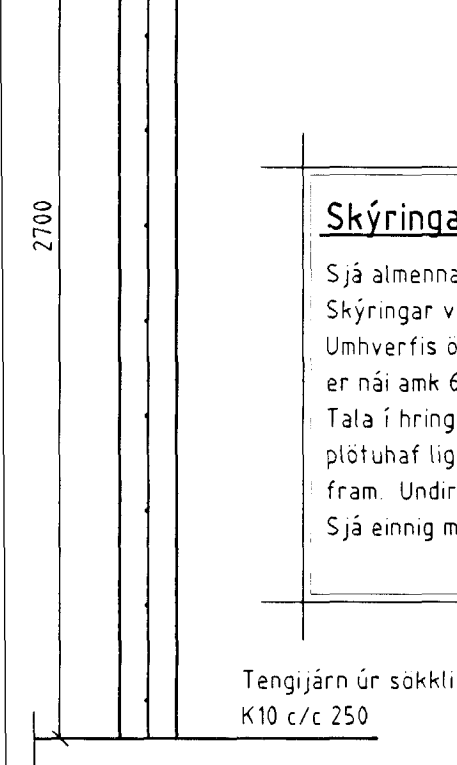 2700
Skýringa
Sjá almenna
Skýringar v
Umhverfis ö
er nái amk 6
Tala í hring
plötuhaf lig
fram. Undir
Sjá einnig m
Tengijárn úr sökkli
K10 c/c 250